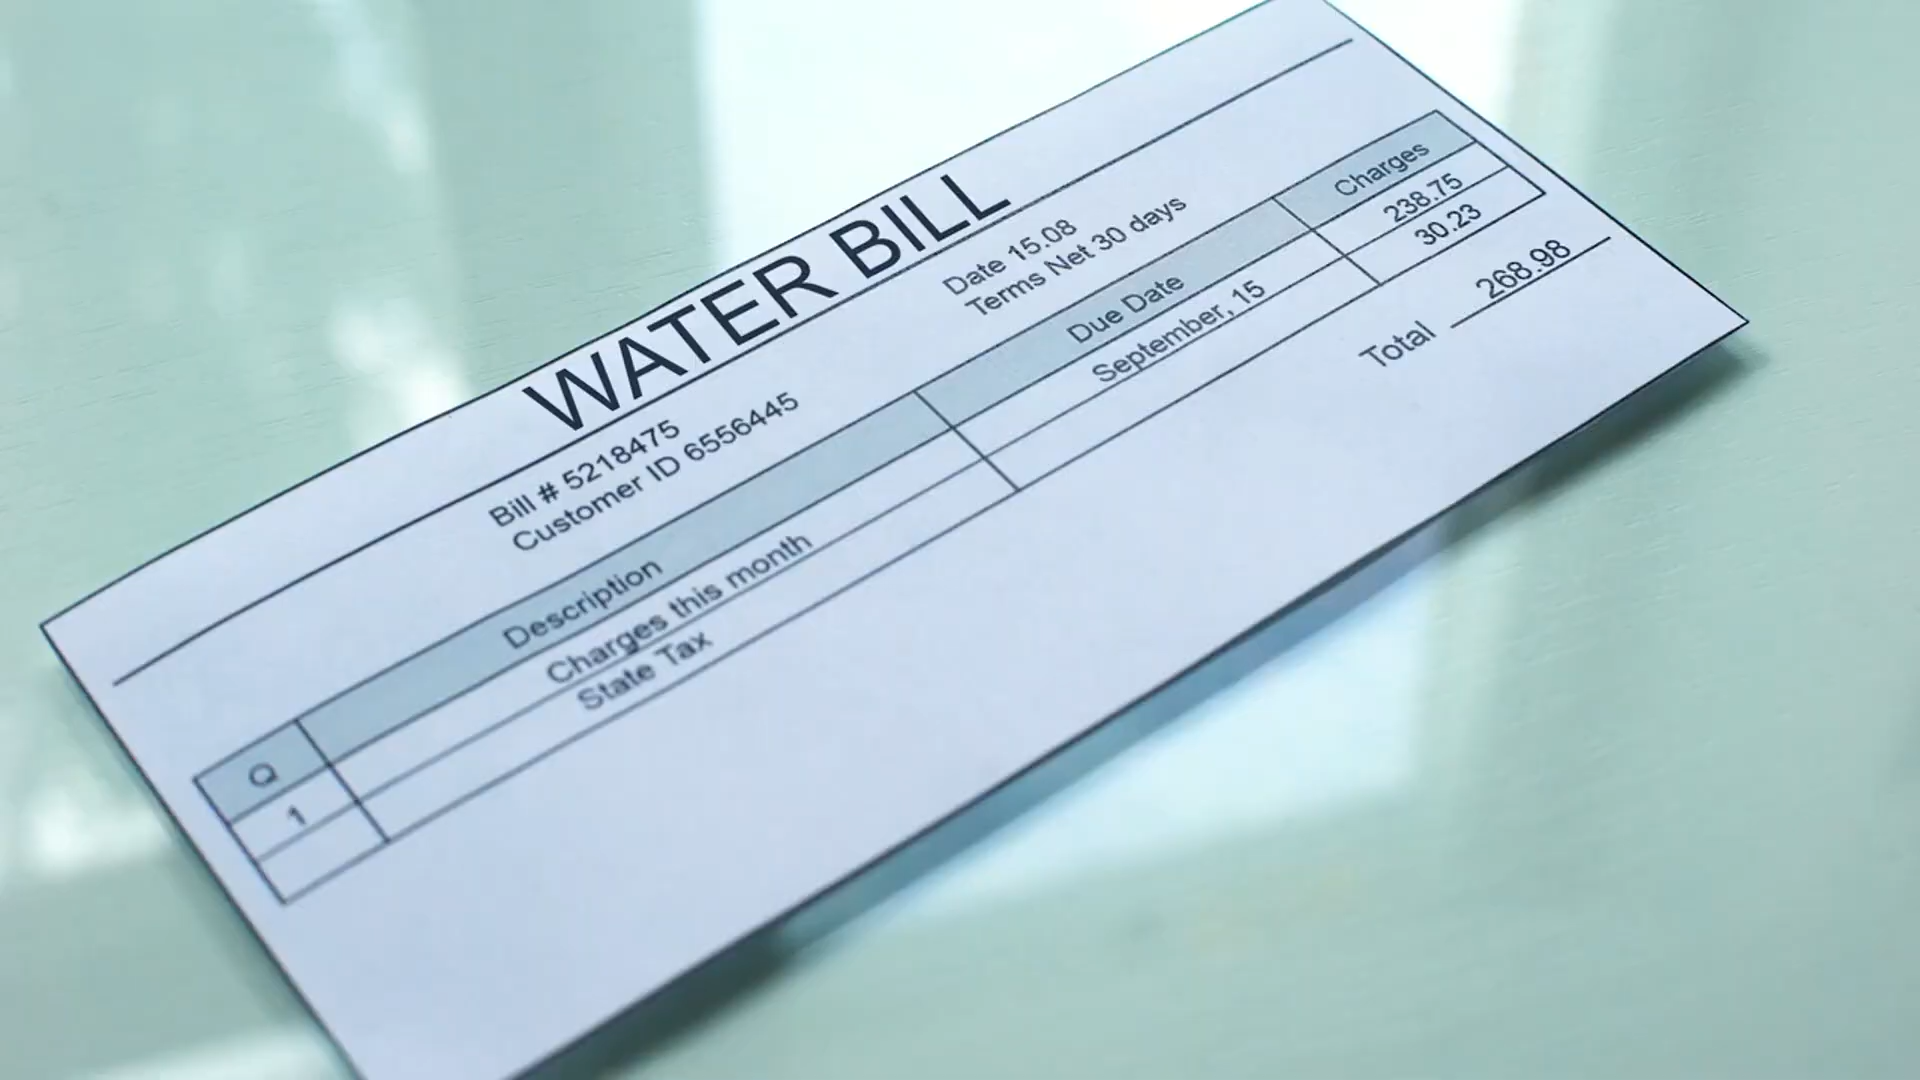 WATER BILL
Bill # 5218475
Customer ID 6556445
Date 15.08
Terms Net 30 days
Q Description Due Date Charges
1 Charges this month September, 15 238.75
State Tax 30.23
Total 268.98